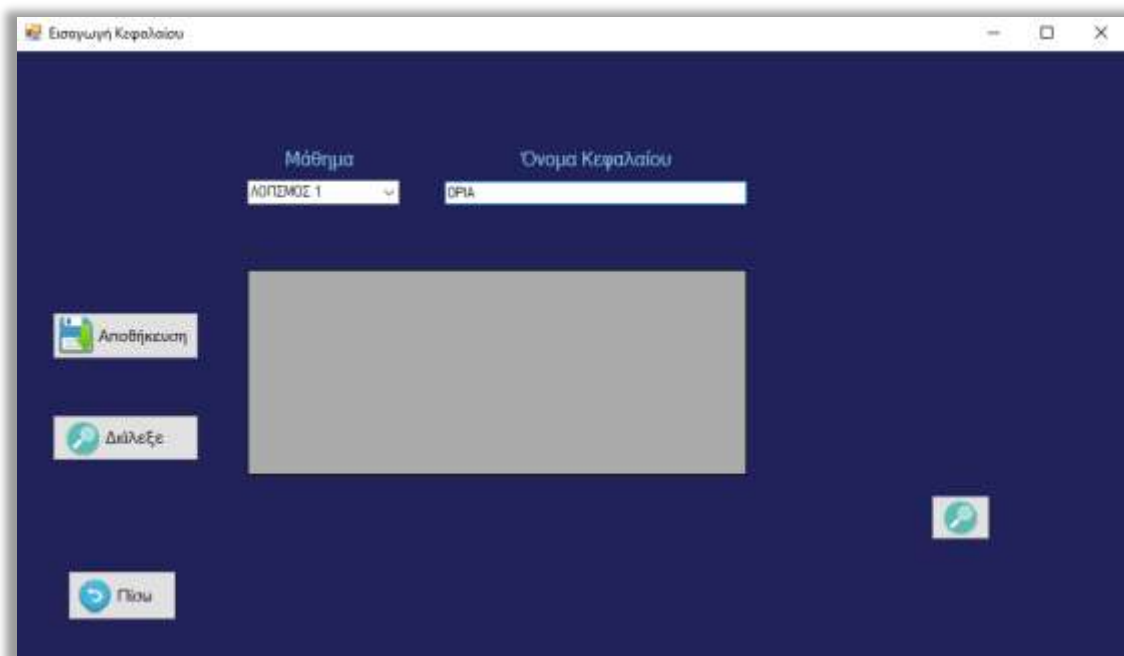 Εισαγωγή Κεφαλαίου
Μάθημα
Όνομα Κεφαλαίου
ΛΟΓΙΣΜΟΣ 1
ΟΡΙΑ
Αποθήκευση
Διάλεξε
Πίσω